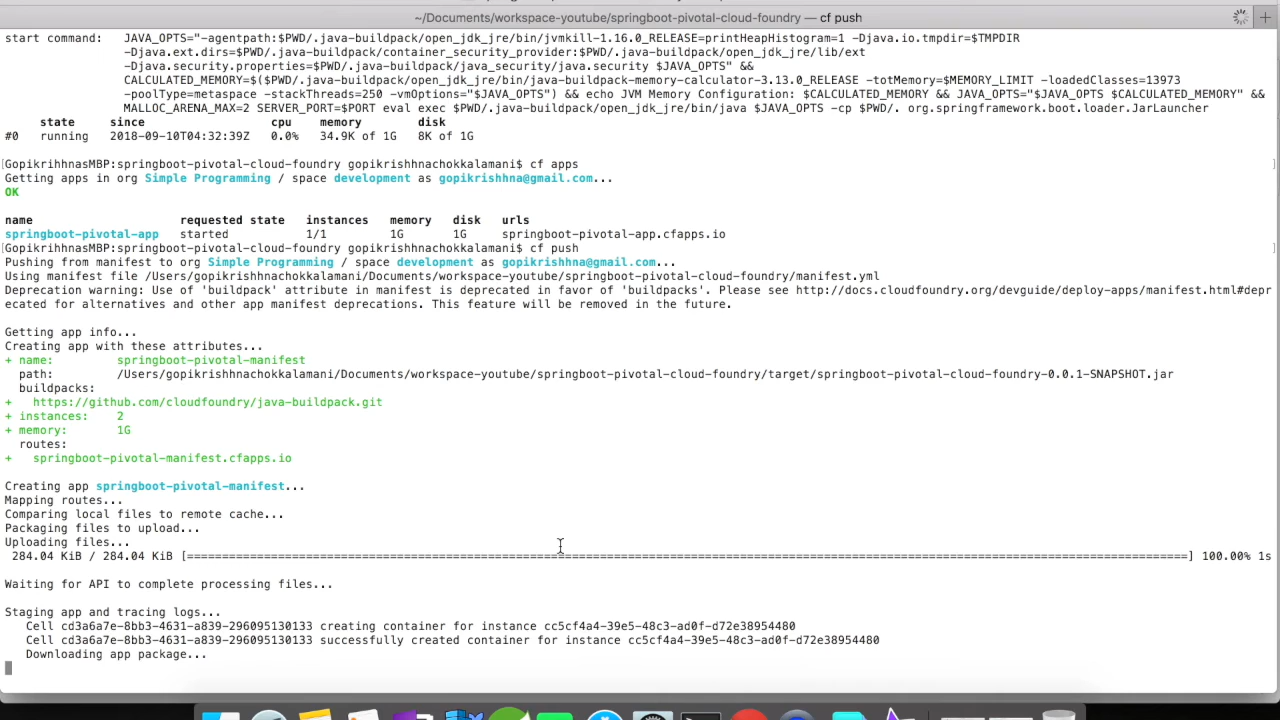 ~/Documents/workspace-youtube/springboot-pivotal-cloud-foundry — cf push
start command:   JAVA_OPTS="-agentpath:$PWD/.java-buildpack/open_jdk_jre/bin/jvmkill-1.16.0_RELEASE=printHeapHistogram=1 -Djava.io.tmpdir=$TMPDIR
-Djava.ext.dirs=$PWD/.java-buildpack/container_security_provider:$PWD/.java-buildpack/open_jdk_jre/lib/ext
-Djava.security.properties=$PWD/.java-buildpack/java_security/java.security $JAVA_OPTS" &&
CALCULATED_MEMORY=$($PWD/.java-buildpack/open_jdk_jre/bin/java-buildpack-memory-calculator-3.13.0_RELEASE -totMemory=$MEMORY_LIMIT -loadedClasses=13973
-poolType=metaspace -stackThreads=250 -vmOptions="$JAVA_OPTS") && echo JVM Memory Configuration: $CALCULATED_MEMORY && JAVA_OPTS="$JAVA_OPTS $CALCULATED_MEMORY" &&
MALLOC_ARENA_MAX=2 SERVER_PORT=$PORT eval exec $PWD/.java-buildpack/open_jdk_jre/bin/java $JAVA_OPTS -cp $PWD/. org.springframework.boot.loader.JarLauncher
state     since                  cpu    memory        disk
#0   running   2018-09-10T04:32:39Z   0.0%   34.9K of 1G   8K of 1G
[GopikrihhnasMBP:springboot-pivotal-cloud-foundry gopikrishhnachokkalamani$ cf apps ]
Getting apps in org Simple Programming / space development as gopikrishhna@gmail.com...
OK
name                     requested state   instances   memory   disk   urls
springboot-pivotal-app   started           1/1         1G       1G     springboot-pivotal-app.cfapps.io
[GopikrihhnasMBP:springboot-pivotal-cloud-foundry gopikrishhnachokkalamani$ cf push ]
Pushing from manifest to org Simple Programming / space development as gopikrishhna@gmail.com...
Using manifest file /Users/gopikrishhnachokkalamani/Documents/workspace-youtube/springboot-pivotal-cloud-foundry/manifest.yml
Deprecation warning: Use of 'buildpack' attribute in manifest is deprecated in favor of 'buildpacks'. Please see http://docs.cloudfoundry.org/devguide/deploy-apps/manifest.html#depr
ecated for alternatives and other app manifest deprecations. This feature will be removed in the future.
Getting app info...
Creating app with these attributes...
+ name:         springboot-pivotal-manifest
path:         /Users/gopikrishhnachokkalamani/Documents/workspace-youtube/springboot-pivotal-cloud-foundry/target/springboot-pivotal-cloud-foundry-0.0.1-SNAPSHOT.jar
buildpacks:
+   https://github.com/cloudfoundry/java-buildpack.git
+ instances:    2
+ memory:       1G
routes:
+   springboot-pivotal-manifest.cfapps.io
Creating app springboot-pivotal-manifest...
Mapping routes...
Comparing local files to remote cache...
Packaging files to upload...
Uploading files...
284.04 KiB / 284.04 KiB [==============================================================================================================================================] 100.00% 1s
Waiting for API to complete processing files...
Staging app and tracing logs...
Cell cd3a6a7e-8bb3-4631-a839-296095130133 creating container for instance cc5cf4a4-39e5-48c3-ad0f-d72e38954480
Cell cd3a6a7e-8bb3-4631-a839-296095130133 successfully created container for instance cc5cf4a4-39e5-48c3-ad0f-d72e38954480
Downloading app package...